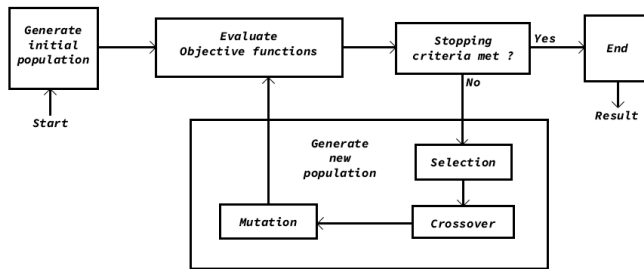 Generate
initial
population
Start
Evaluate
Objective functions
Stopping
criteria met ?
Yes
No
End
Result
Generate
new
population
Selection
Crossover
Mutation